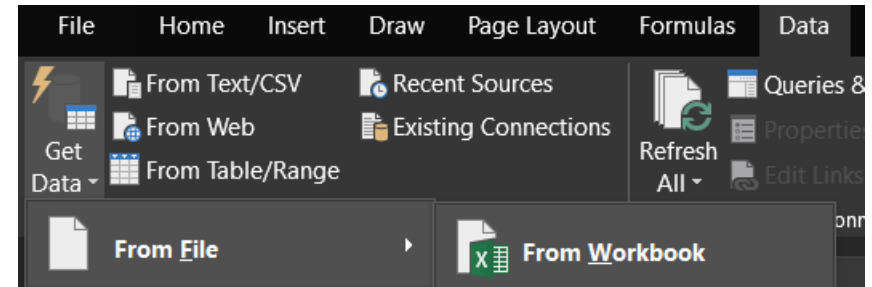 File Home Insert Draw Page Layout Formulas Data
From Text/CSV Recent Sources Queries &
From Web Existing Connections Properties
Get Data From Table/Range Refresh All Edit Links
From File From Workbook